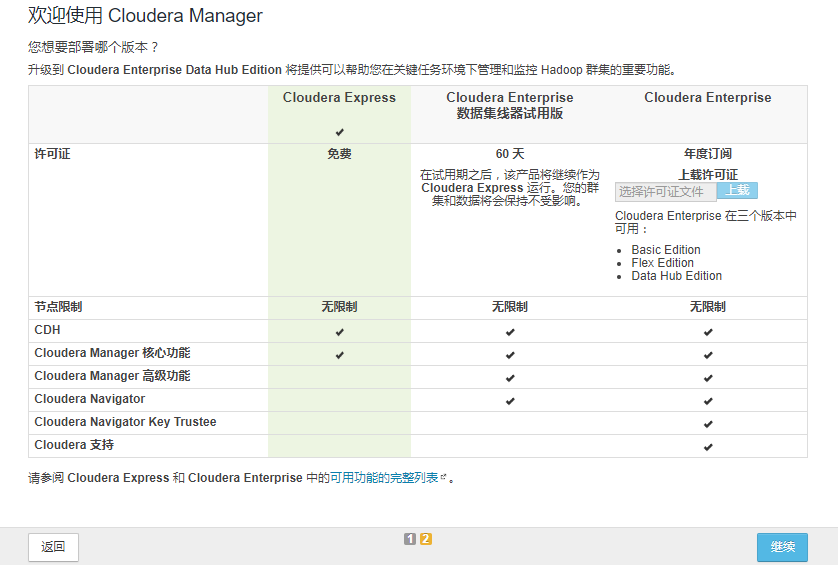 欢迎使用 Cloudera Manager
您想要部署哪个版本？
升级到 Cloudera Enterprise Data Hub Edition 将提供可以帮助您在关键任务环境下管理和监控 Hadoop 群集的重要功能。
Cloudera Express
✔
Cloudera Enterprise
数据集线器试用版
Cloudera Enterprise
许可证
免费
60 天
在试用期之后，该产品将继续作为
Cloudera Express 运行。您的群
集和数据将会保持不受影响。
年度订阅
上载许可证
选择许可证文件 上载
Cloudera Enterprise 在三个版本中
可用：
• Basic Edition
• Flex Edition
• Data Hub Edition
节点限制 无限制 无限制 无限制
CDH ✔ ✔ ✔
Cloudera Manager 核心功能 ✔ ✔ ✔
Cloudera Manager 高级功能 ✔ ✔
Cloudera Navigator ✔ ✔
Cloudera Navigator Key Trustee ✔
Cloudera 支持 ✔
请参阅 Cloudera Express 和 Cloudera Enterprise 中的可用功能的完整列表。
返回 1 2 继续